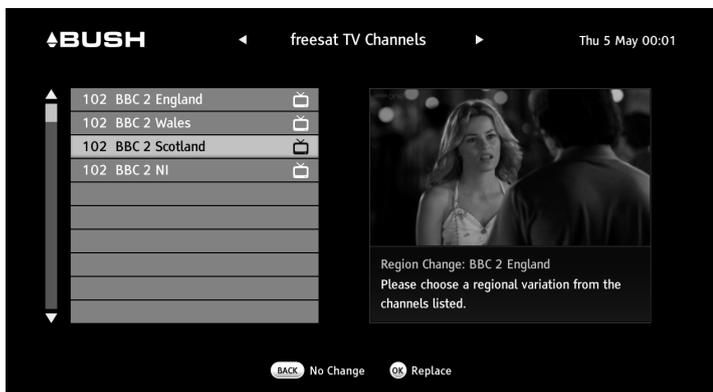 BUSH
freesat TV Channels
Thu 5 May 00:01
102 BBC 2 England
102 BBC 2 Wales
102 BBC 2 Scotland
102 BBC 2 NI
Region Change: BBC 2 England
Please choose a regional variation from the
channels listed.
BACK No Change OK Replace